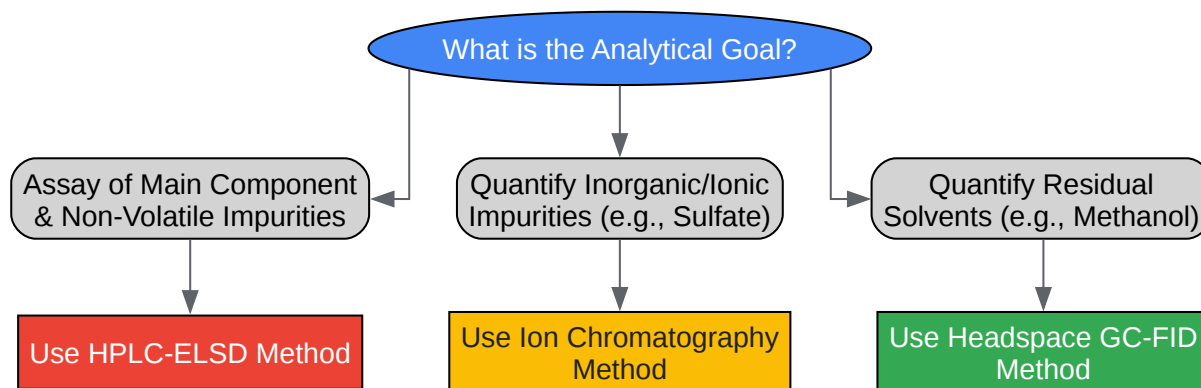 What is the Analytical Goal?
Assay of Main Component
& Non-Volatile Impurities
Quantify Inorganic/Ionic
Impurities (e.g., Sulfate)
Quantify Residual
Solvents (e.g., Methanol)
Use HPLC-ELSD Method
Use Ion Chromatography
Method
Use Headspace GC-FID
Method